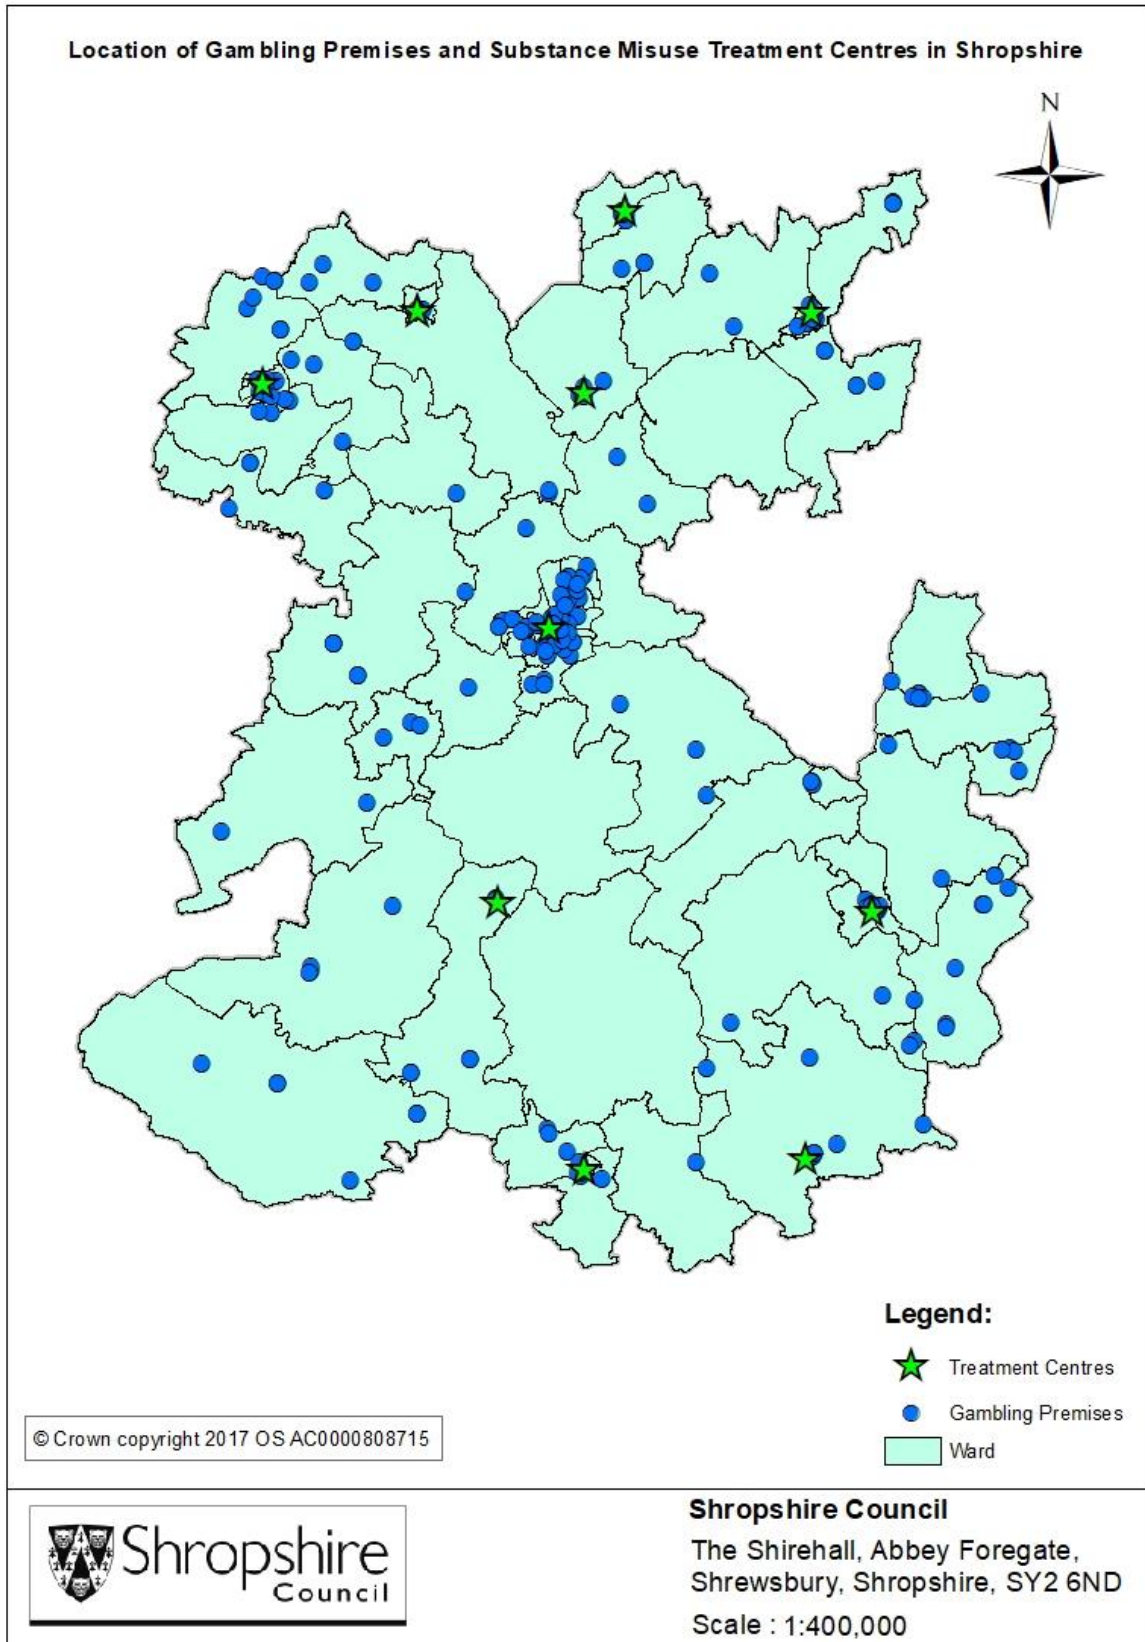 Location of Gambling Premises and Substance Misuse Treatment Centres in Shropshire
N
Legend:
Treatment Centres
Gambling Premises
Ward
© Crown copyright 2017 OS AC0000808715
Shropshire
Council
Shropshire Council
The Shirehall, Abbey Foregate,
Shrewsbury, Shropshire, SY2 6ND
Scale : 1:400,000